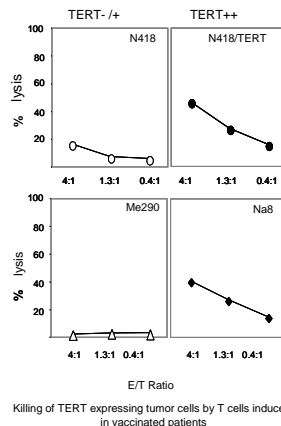 TERT- /+ TERT++
N418 N418/TERT
100
80
60
40
20
% lysis
4:1 1.3:1 0.4:1 4:1 1.3:1 0.4:1
Me290 Na8
100
80
60
40
20
% lysis
4:1 1.3:1 0.4:1 4:1 1.3:1 0.4:1
E/T Ratio
Killing of TERT expressing tumor cells by T cells induce
in vaccinated patients